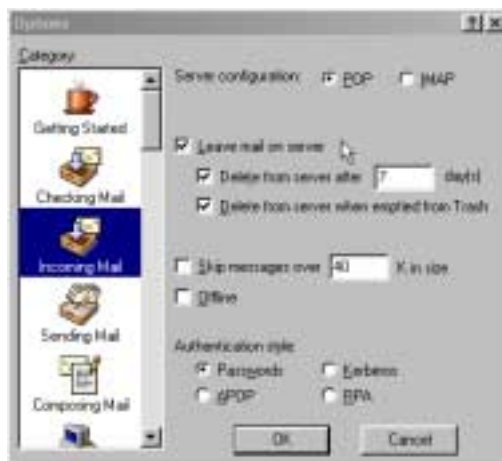 Options
Category
Getting Started
Checking Mail
Incoming Mail
Sending Mail
Composing Mail
Server configuration: POP IMAP
Leave mail on server
Delete from server after 7 day(s)
Delete from server when emptied from Trash
Skip messages over 40 K in size
Offline
Authentication style:
Passwords Kerberos
APOP RPA
OK Cancel